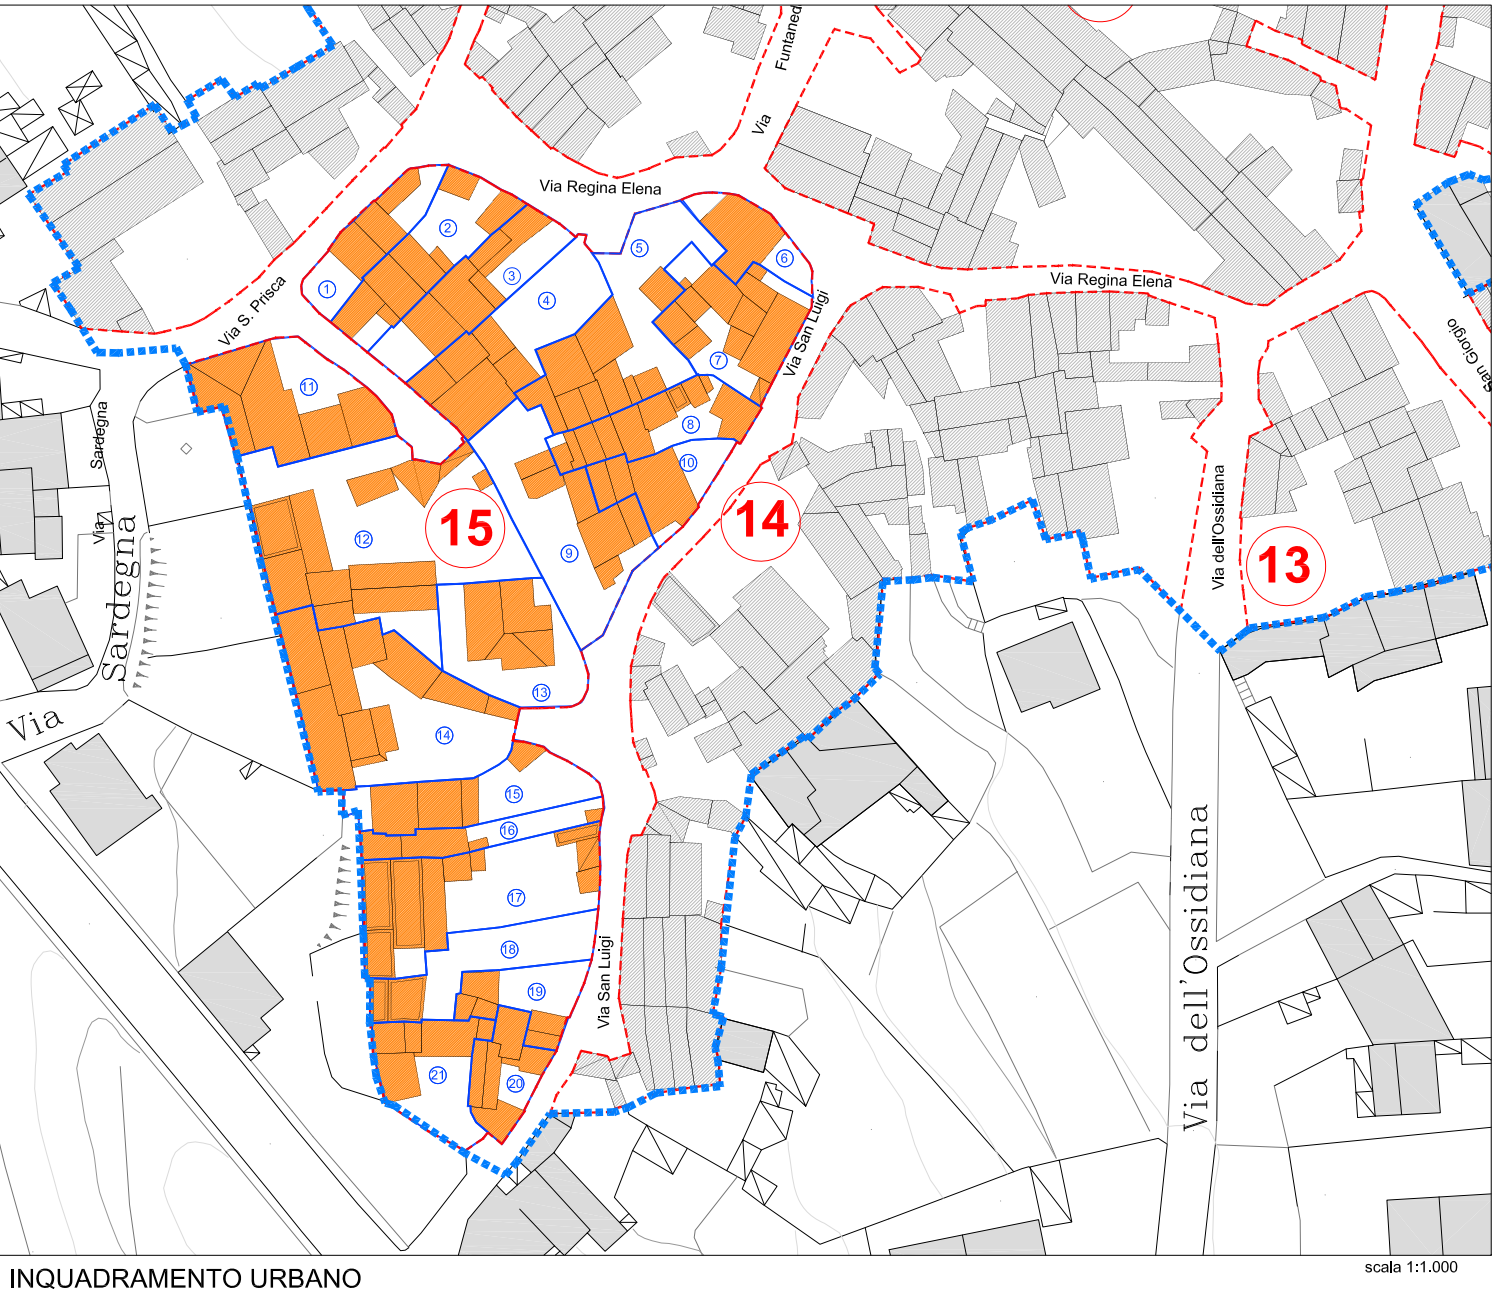 Via
Funtaned
Via Regina Elena
Via S. Prisca
Via Regina Elena
Via San Luigi
San Giorgio
1
2
3
4
5
6
7
8
9
10
11
12
13
14
15
16
17
18
19
20
21
15
14
13
Via Sardegna
Via Sardegna
Via dell'Ossidiana
Via San Luigi
Via dell'Ossidiana
INQUADRAMENTO URBANO
scala 1:1.000